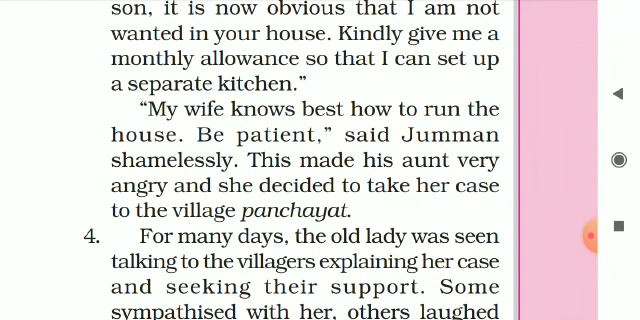 son, it is now obvious that I am not
wanted in your house. Kindly give me a
monthly allowance so that I can set up
a separate kitchen.”
“My wife knows best how to run the
house. Be patient,” said Jumman
shamelessly. This made his aunt very
angry and she decided to take her case
to the village panchayat.
4. For many days, the old lady was seen
talking to the villagers explaining her case
and seeking their support. Some
sympathised with her, others laughed